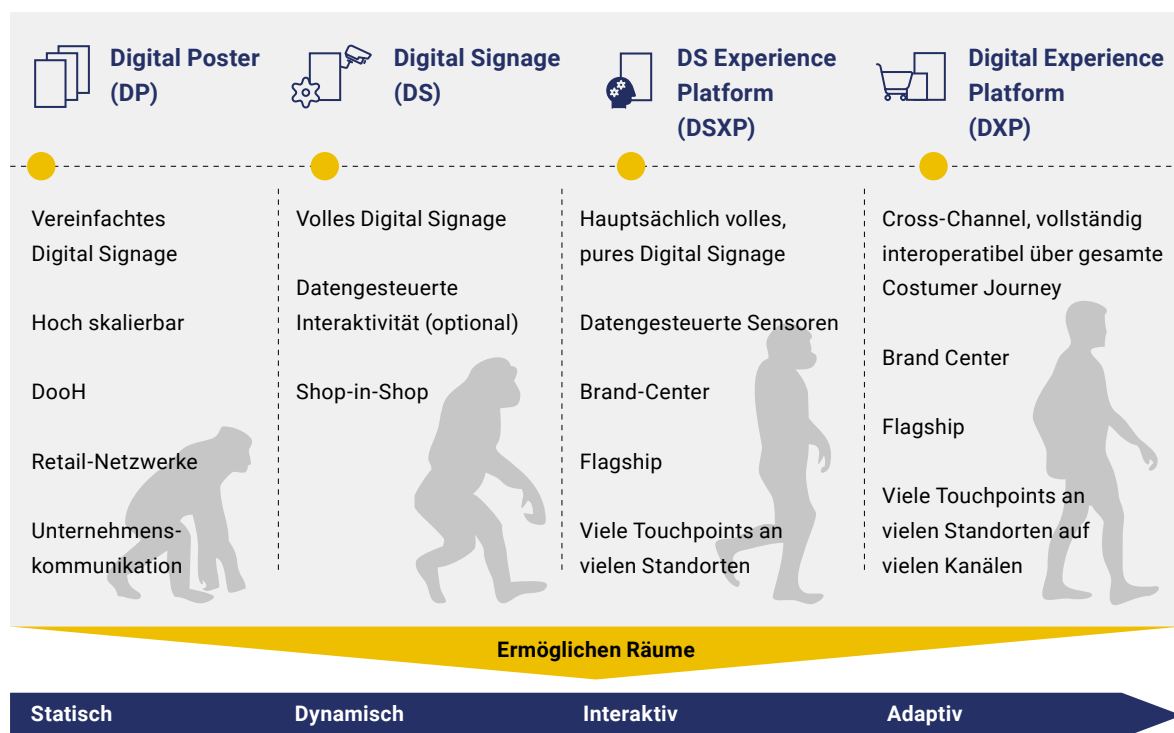 Digital Poster
(DP)
Digital Signage
(DS)
DS Experience
Platform
(DSXP)
Digital Experience
Platform
(DXP)
Vereinfachtes
Digital Signage
Hoch skalierbar
DooH
Retail-Netzwerke
Unternehmens-
kommunikation
Volles Digital Signage
Datengesteuerte
Interaktivität (optional)
Shop-in-Shop
Hauptsächlich volles,
pures Digital Signage
Datengesteuerte Sensoren
Brand-Center
Flagship
Viele Touchpoints an
vielen Standorten
Cross-Channel, vollständig
interoperatibel über gesamte
Costumer Journey
Brand Center
Flagship
Viele Touchpoints an
vielen Standorten auf
vielen Kanälen
Ermöglichen Räume
Statisch
Dynamisch
Interaktiv
Adaptiv